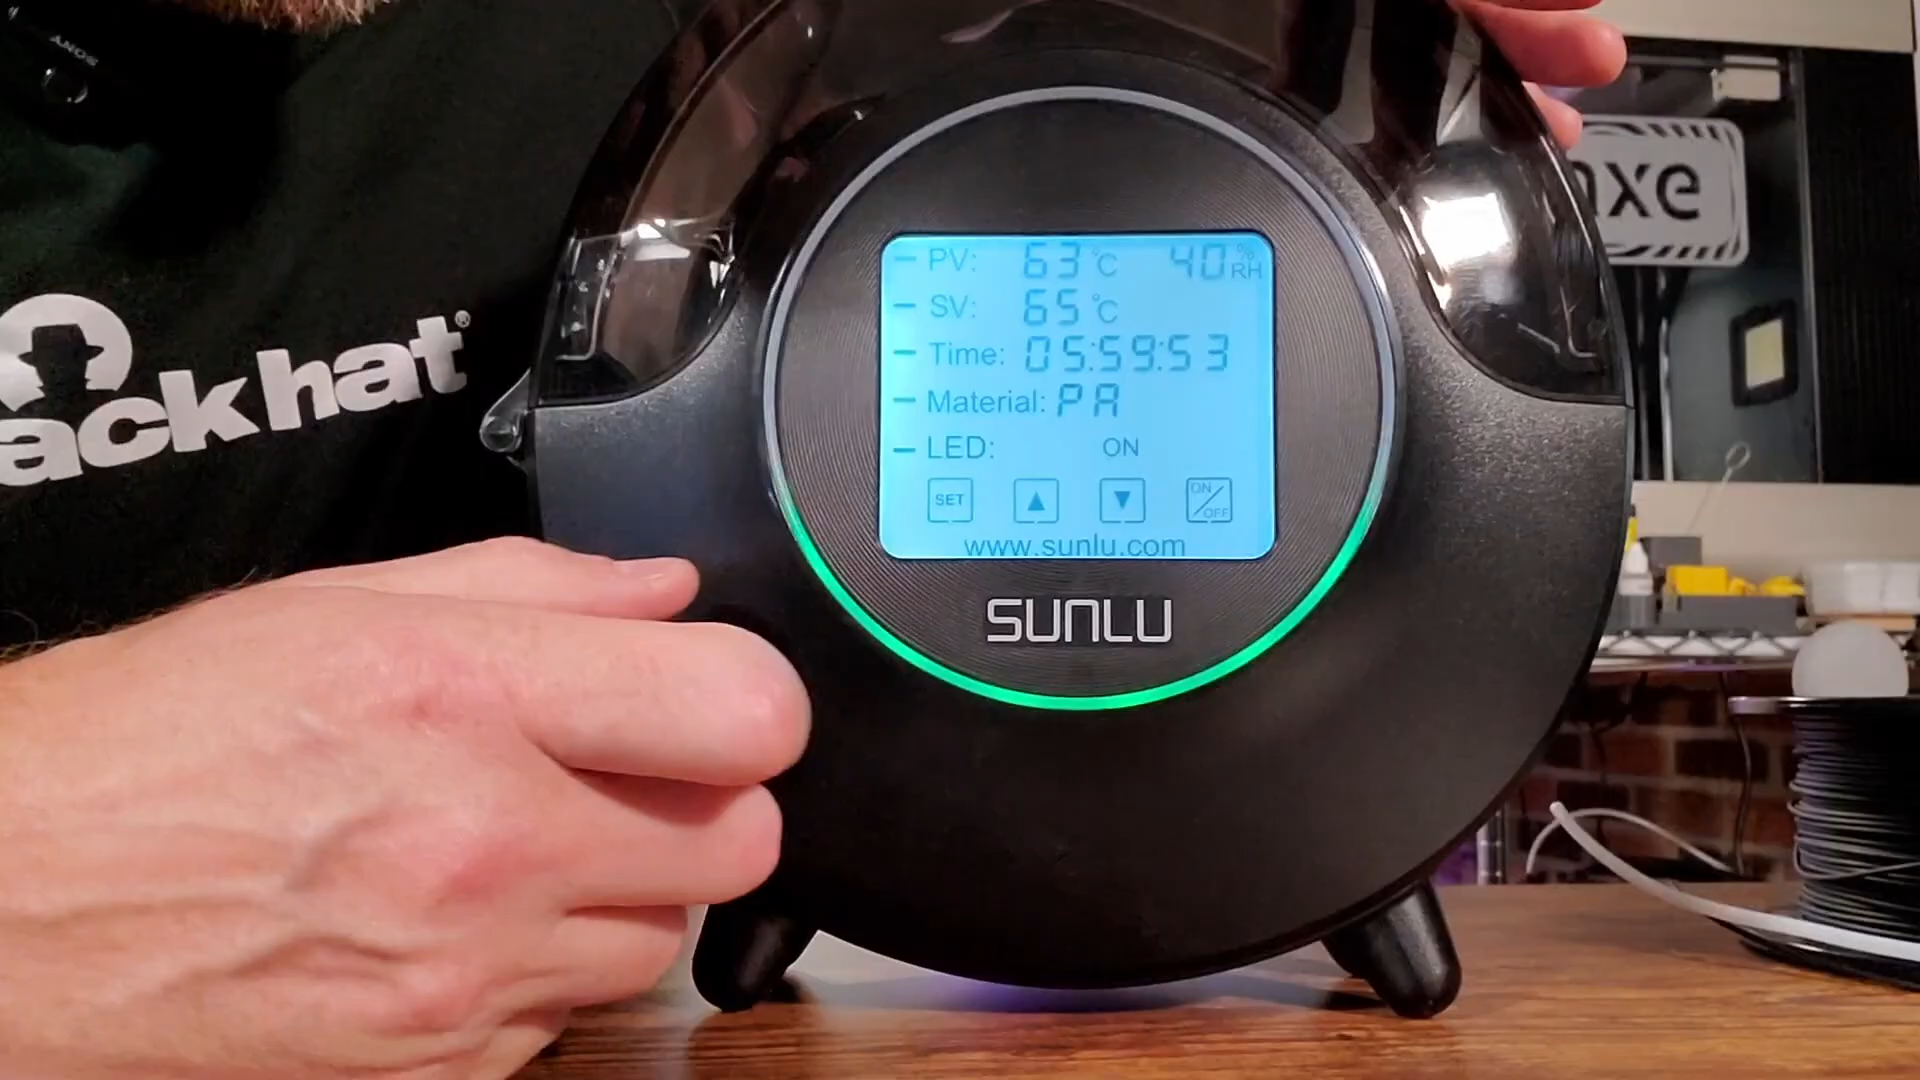 SONY
ackhat®
axe
PV: 63 °C 40 % RH
SV: 65 °C
Time: 05:59:53
Material: PA
LED: ON
SET ▲ ▼ ON/OFF
www.sunlu.com
SUNLU